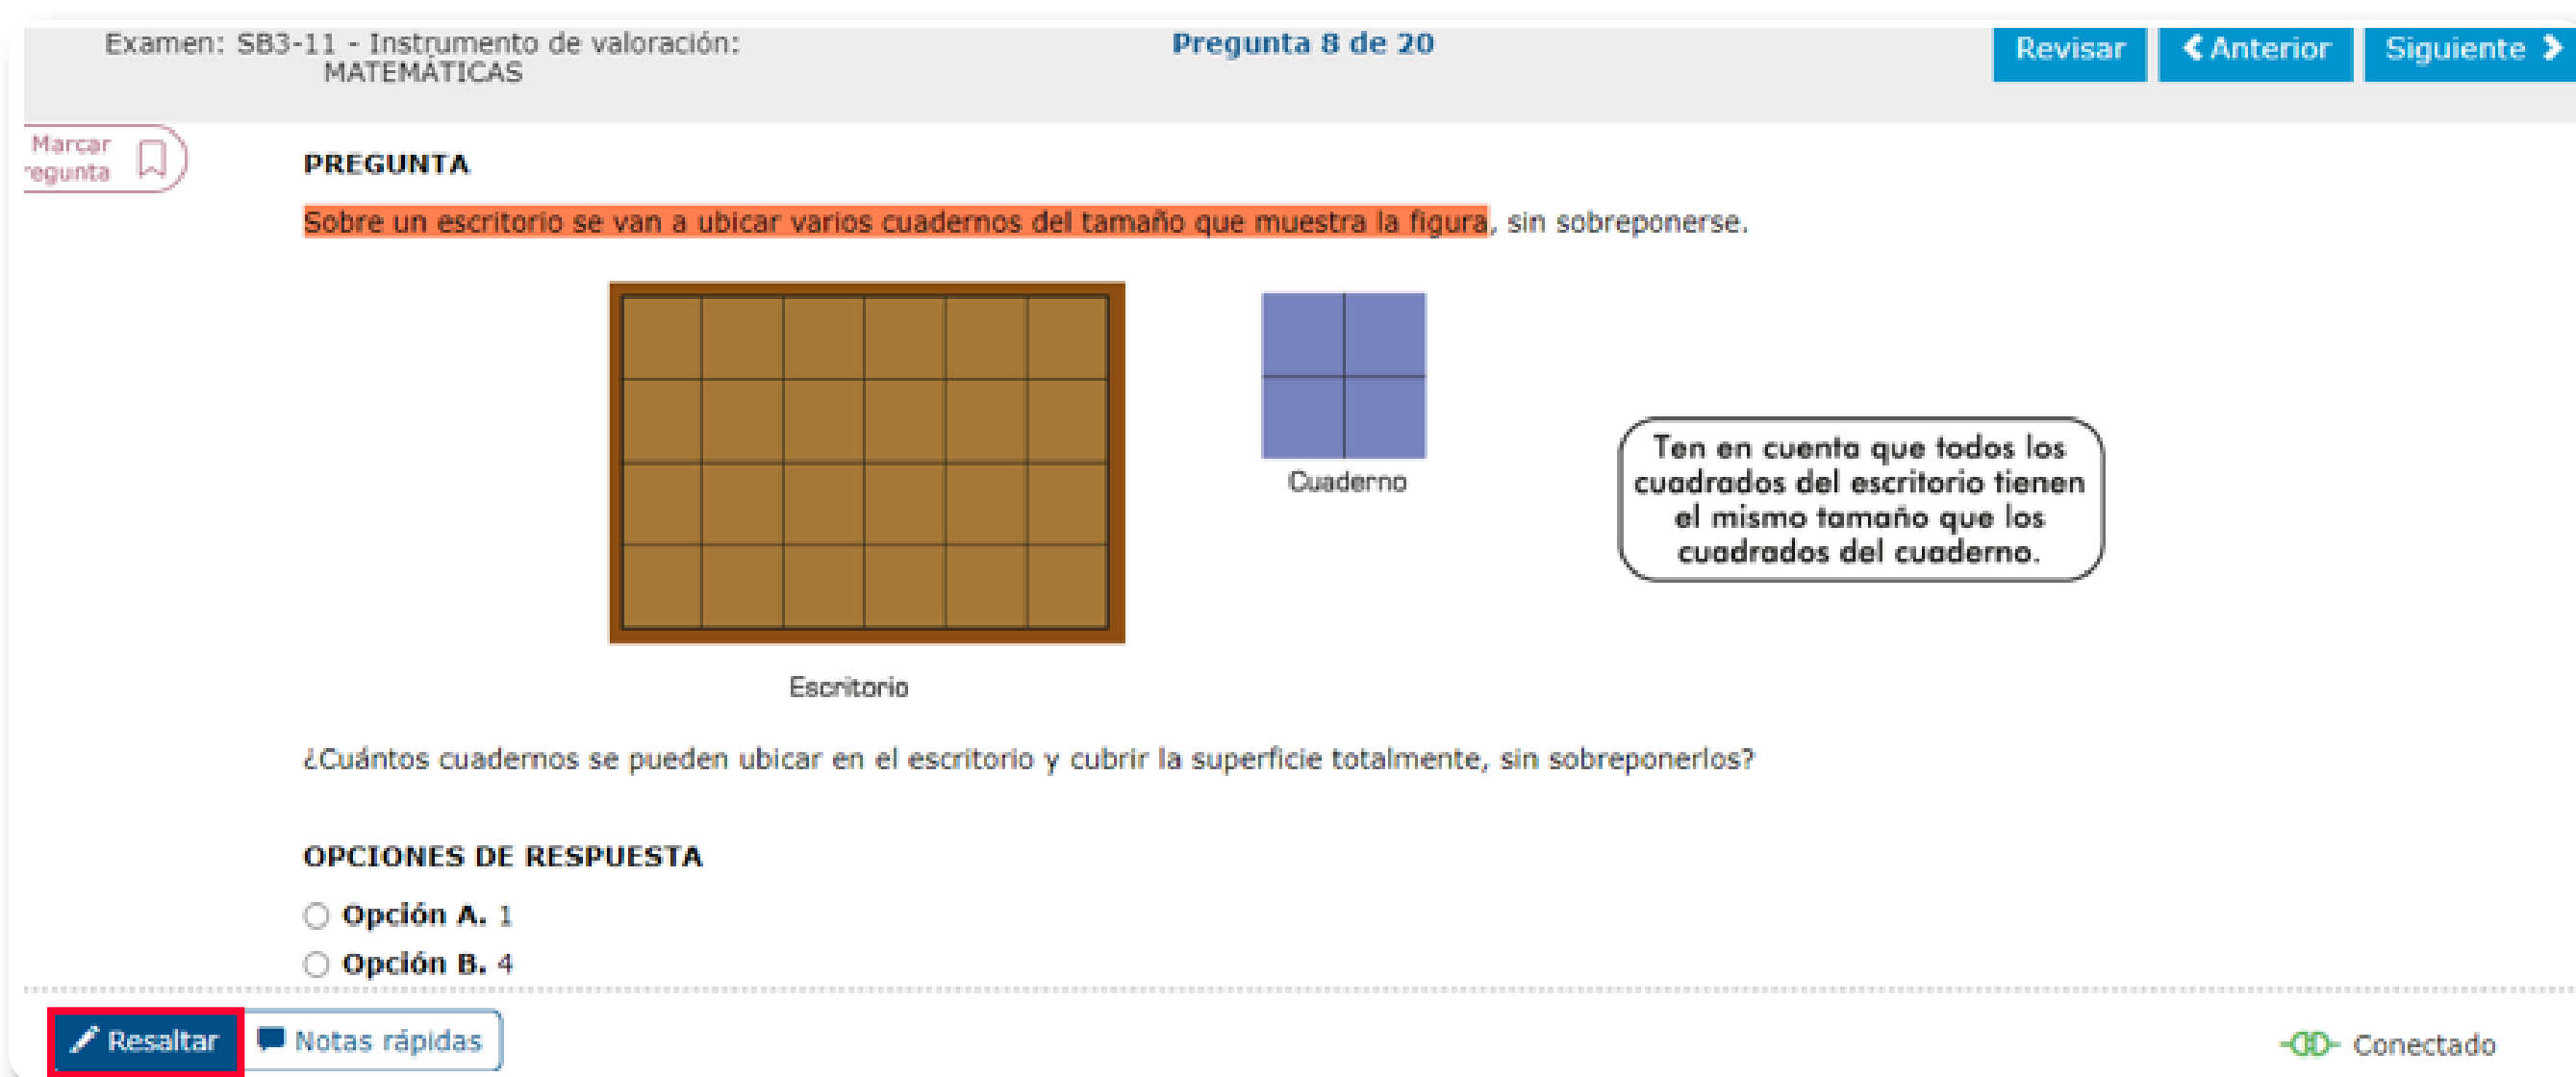 Examen: SB3-11 - Instrumento de valoración:
MATEMÁTICAS
Pregunta 8 de 20
Revisar
Anterior
Siguiente
Marcar
regunta
PREGUNTA
Sobre un escritorio se van a ubicar varios cuadernos del tamaño que muestra la figura, sin sobreponerse.
Cuaderno
Ten en cuenta que todos los
cuadrados del escritorio tienen
el mismo tamaño que los
cuadrados del cuaderno.
Escritorio
¿Cuántos cuadernos se pueden ubicar en el escritorio y cubrir la superficie totalmente, sin sobreponerlos?
OPCIONES DE RESPUESTA
Opción A. 1
Opción B. 4
Resaltar
Notas rápidas
Conectado